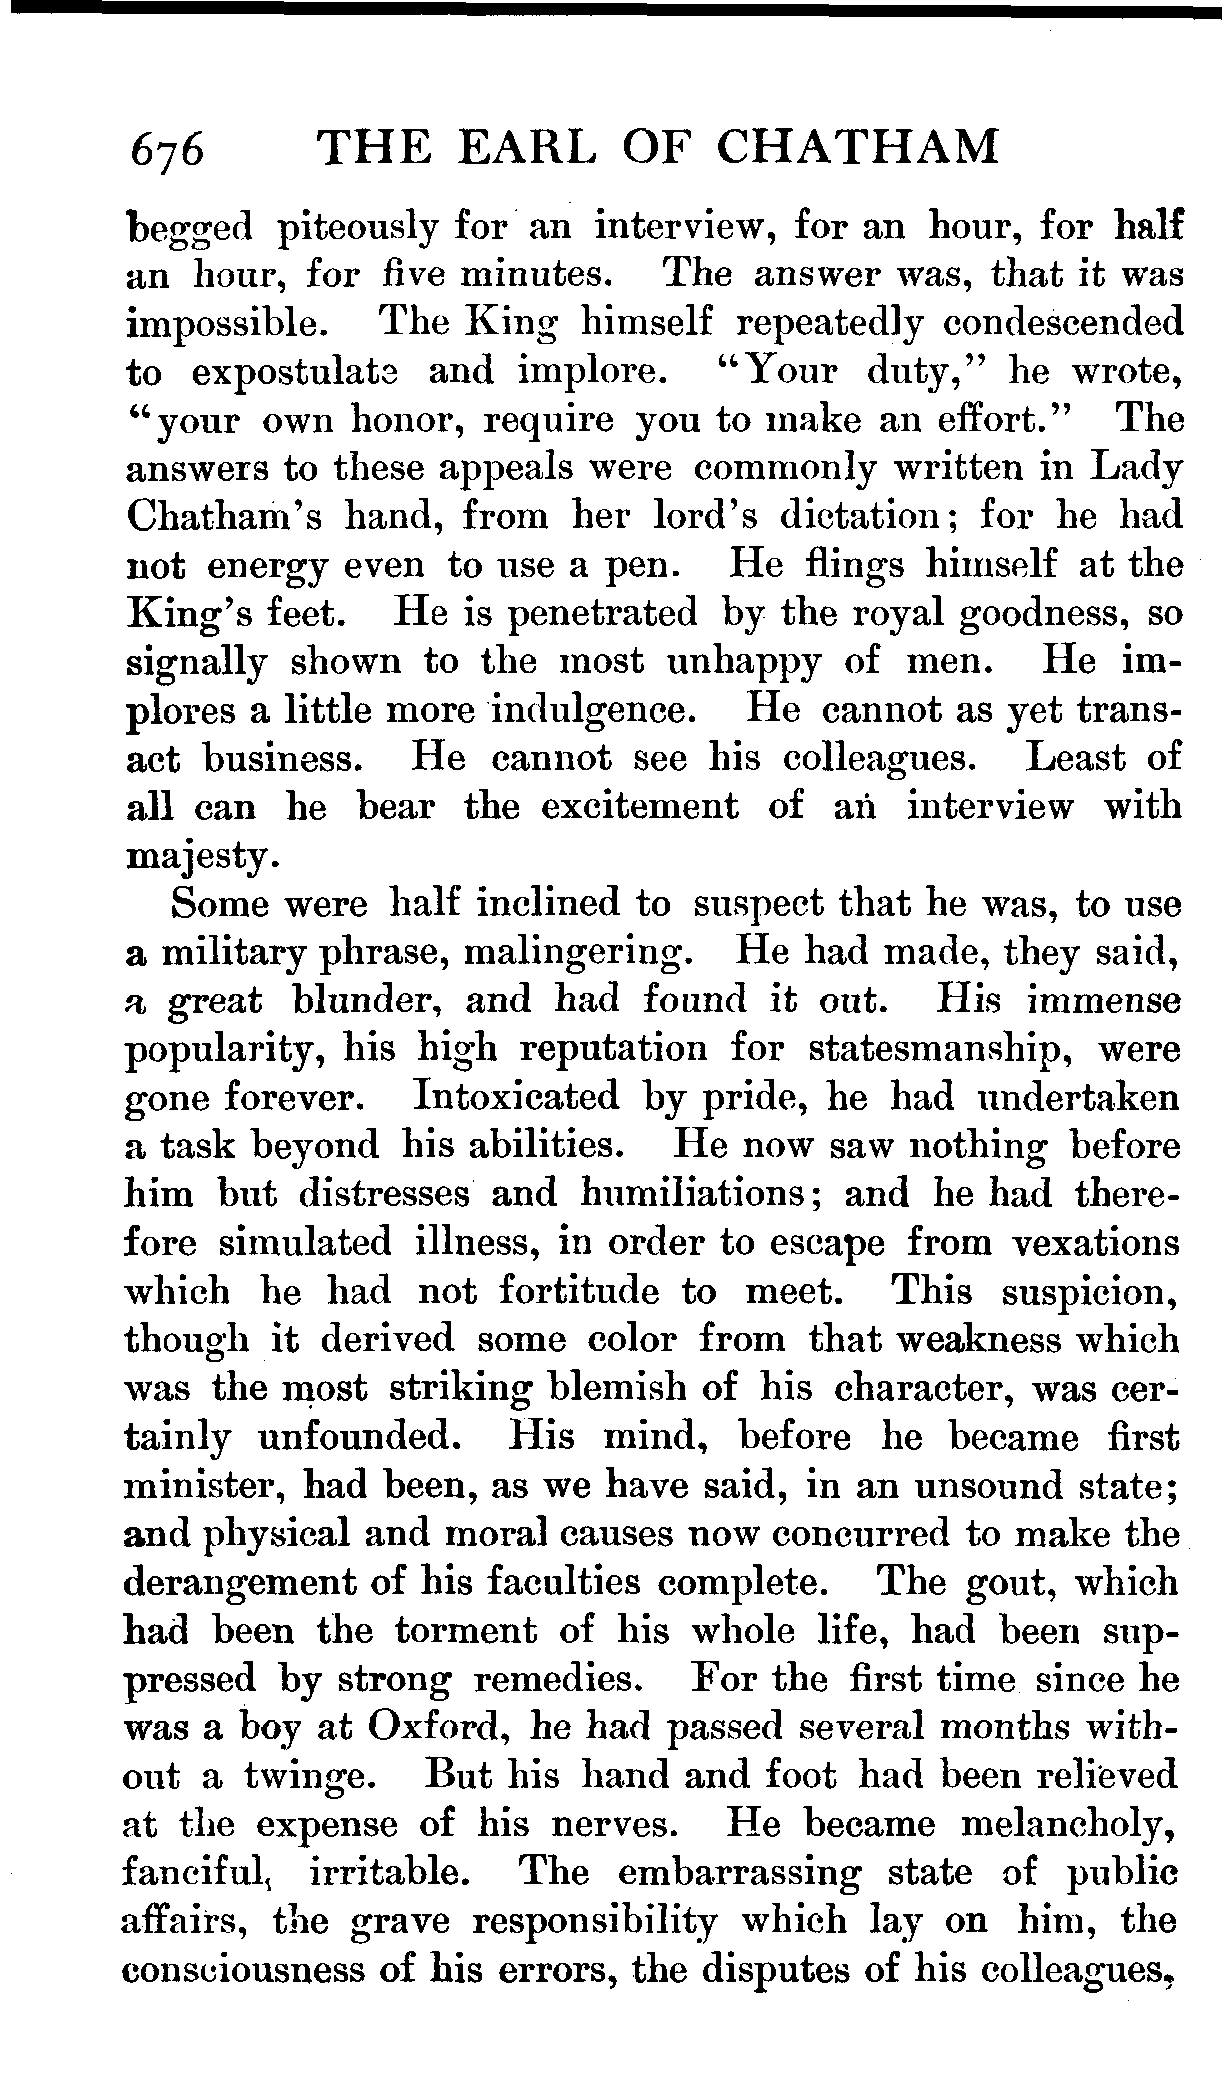 676 THE EARL OF CHATHAM
begged piteously for an interview, for an hour, for half
an hour, for five minutes. The answer was, that it was
impossible. The King himself repeatedly condescended
to expostulate and implore. "Your duty," he wrote,
"your own honor, require you to make an effort." The
answers to these appeals were commonly written in Lady
Chatham's hand, from her lord's dictation; for he had
not energy even to use a pen. He flings himself at the
King's feet. He is penetrated by the royal goodness, so
signally shown to the most unhappy of men. He im-
plores a little more indulgence. He cannot as yet trans-
act business. He cannot see his colleagues. Least of
all can he bear the excitement of an interview with
majesty.
Some were half inclined to suspect that he was, to use
a military phrase, malingering. He had made, they said,
a great blunder, and had found it out. His immense
popularity, his high reputation for statesmanship, were
gone forever. Intoxicated by pride, he had undertaken
a task beyond his abilities. He now saw nothing before
him but distresses and humiliations; and he had there-
fore simulated illness, in order to escape from vexations
which he had not fortitude to meet. This suspicion,
though it derived some color from that weakness which
was the most striking blemish of his character, was cer-
tainly unfounded. His mind, before he became first
minister, had been, as we have said, in an unsound state;
and physical and moral causes now concurred to make the
derangement of his faculties complete. The gout, which
had been the torment of his whole life, had been sup-
pressed by strong remedies. For the first time since he
was a boy at Oxford, he had passed several months with-
out a twinge. But his hand and foot had been relieved
at the expense of his nerves. He became melancholy,
fanciful, irritable. The embarrassing state of public
affairs, the grave responsibility which lay on him, the
consciousness of his errors, the disputes of his colleagues,